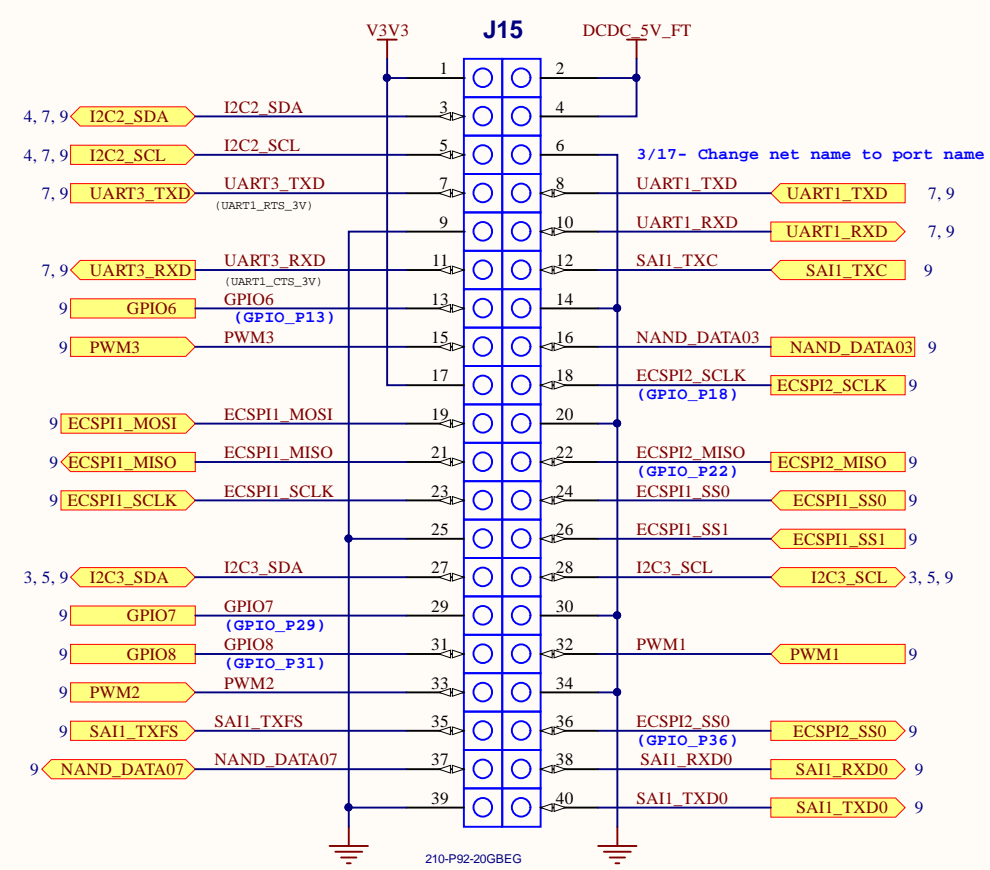 V3V3 J15 DCDC_5V_FT
1 2
4, 7, 9 I2C2_SDA I2C2_SDA 3 4
4, 7, 9 I2C2_SCL I2C2_SCL 5 6
3/17- Change net name to port name
7, 9 UART3_TXD UART3_TXD 7 8 UART1_TXD UART1_TXD 7, 9
(UART1_RTS_3V)
9 10 UART1_RXD UART1_RXD 7, 9
7, 9 UART3_RXD UART3_RXD 11 12 SAI1_TXC SAI1_TXC 9
(UART1_CTS_3V)
9 GPIO6 GPIO6 13 14
(GPIO_P13)
9 PWM3 PWM3 15 16 NAND_DATA03 NAND_DATA03 9
17 18 ECSPI2_SCLK ECSPI2_SCLK 9
(GPIO_P18)
9 ECSPI1_MOSI ECSPI1_MOSI 19 20
9 ECSPI1_MISO ECSPI1_MISO 21 22 ECSPI2_MISO ECSPI2_MISO 9
(GPIO_P22)
9 ECSPI1_SCLK ECSPI1_SCLK 23 24 ECSPI1_SS0 ECSPI1_SS0 9
25 26 ECSPI1_SS1 ECSPI1_SS1 9
3, 5, 9 I2C3_SDA I2C3_SDA 27 28 I2C3_SCL I2C3_SCL 3, 5, 9
9 GPIO7 GPIO7 29 30
(GPIO_P29)
9 GPIO8 GPIO8 31 32 PWM1 PWM1 9
(GPIO_P31)
9 PWM2 PWM2 33 34
9 SAI1_TXFS SAI1_TXFS 35 36 ECSPI2_SS0 ECSPI2_SS0 9
(GPIO_P36)
9 NAND_DATA07 NAND_DATA07 37 38 SAI1_RXD0 SAI1_RXD0 9
39 40 SAI1_TXD0 SAI1_TXD0 9
210-P92-20GBEG